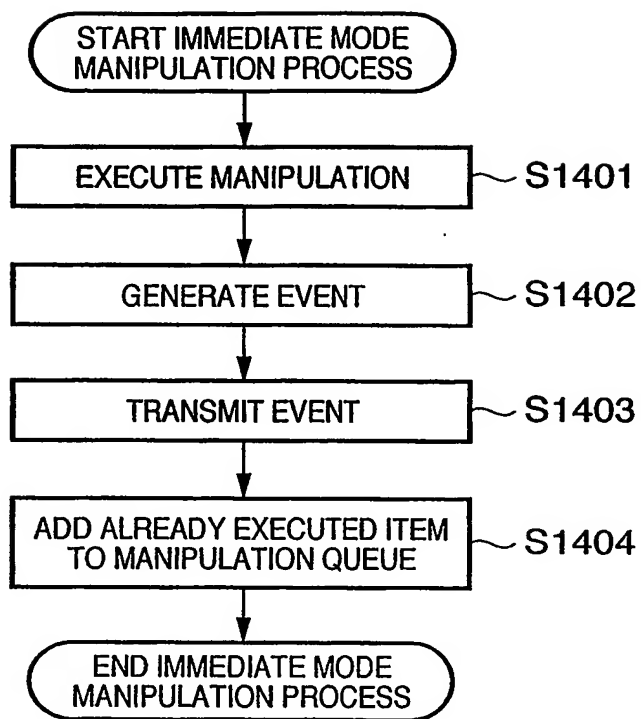 START IMMEDIATE MODE
MANIPULATION PROCESS
EXECUTE MANIPULATION
S1401
GENERATE EVENT
S1402
TRANSMIT EVENT
S1403
ADD ALREADY EXECUTED ITEM
TO MANIPULATION QUEUE
S1404
END IMMEDIATE MODE
MANIPULATION PROCESS